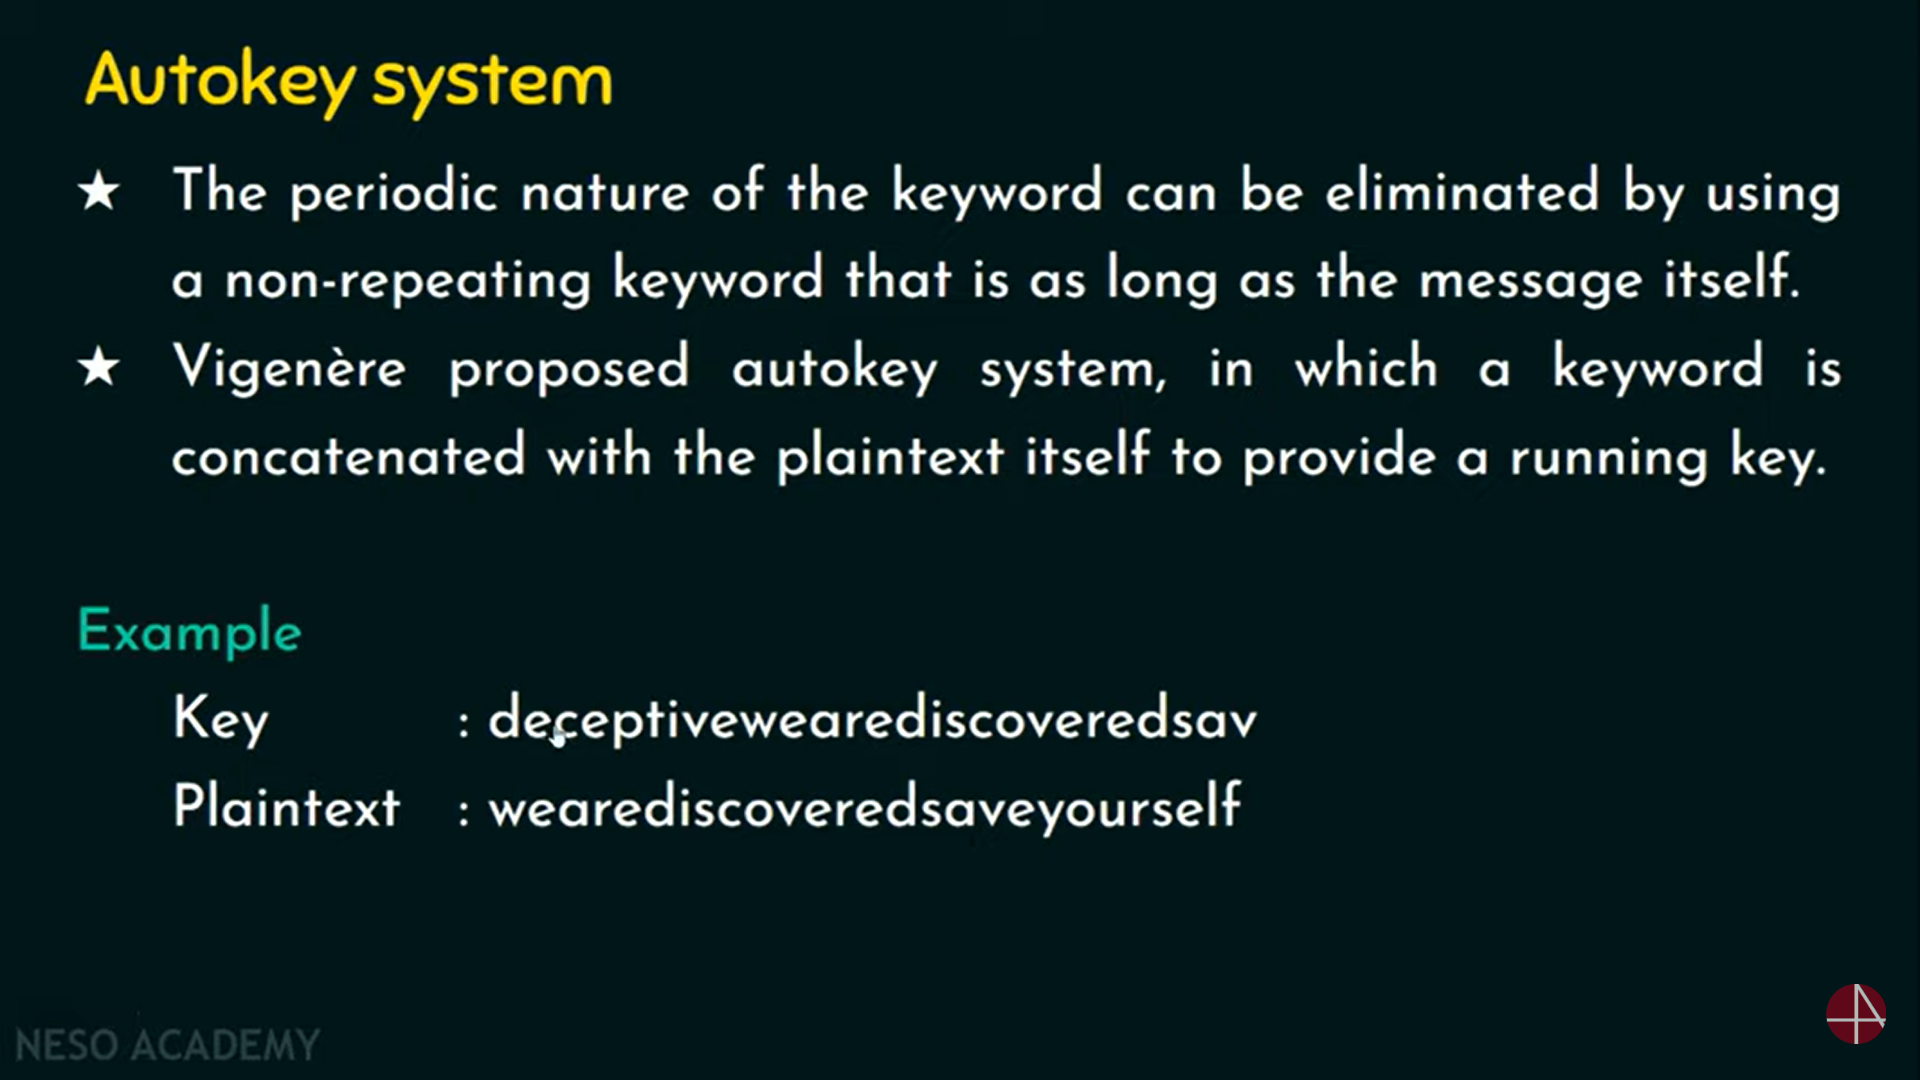 Autokey system
★ The periodic nature of the keyword can be eliminated by using
a non-repeating keyword that is as long as the message itself.
★ Vigenère proposed autokey system, in which a keyword is
concatenated with the plaintext itself to provide a running key.
Example
Key : deceptivewearediscoveredsav
Plaintext : wearediscoveredsaveyourself
NESO ACADEMY